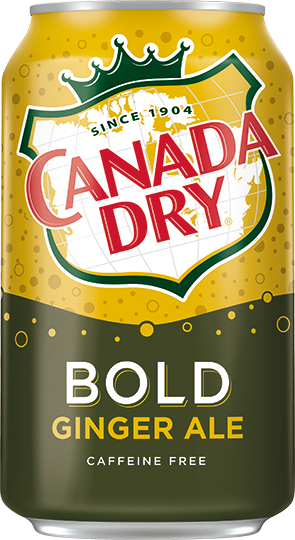 SINCE 1904
CANADA
DRY
BOLD
GINGER ALE
CAFFEINE FREE